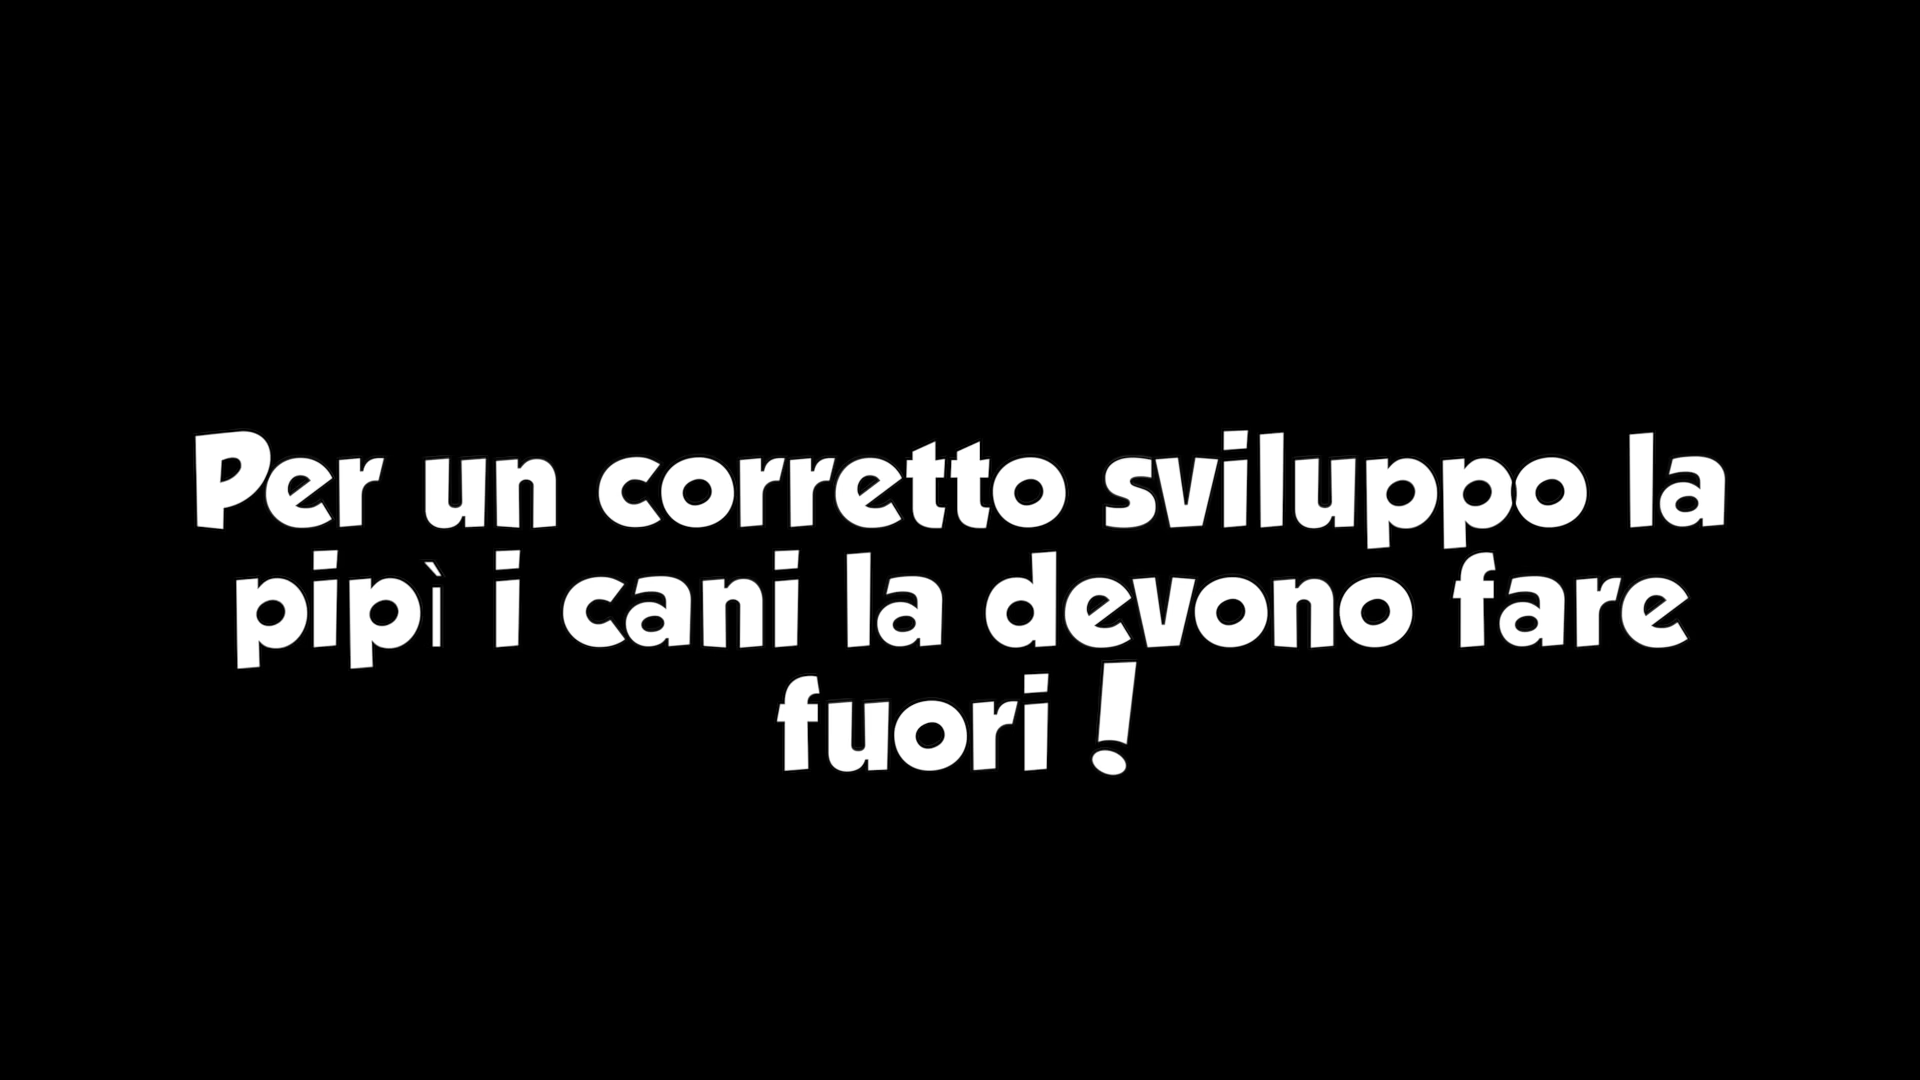 Per un corretto sviluppo la
pipì i cani la devono fare
fuori !